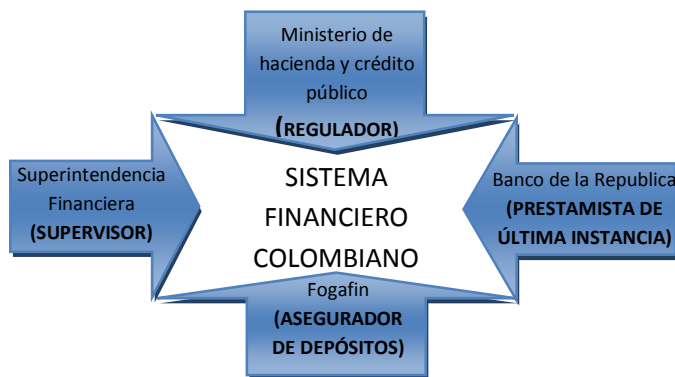 Ministerio de
hacienda y crédito
público
(REGULADOR)
Superintendencia
Financiera
(SUPERVISOR)
SISTEMA
FINANCIERO
COLOMBIANO
Banco de la Republica
(PRESTAMISTA DE
ÚLTIMA INSTANCIA)
Fogafin
(ASEGURADOR
DE DEPÓSITOS)